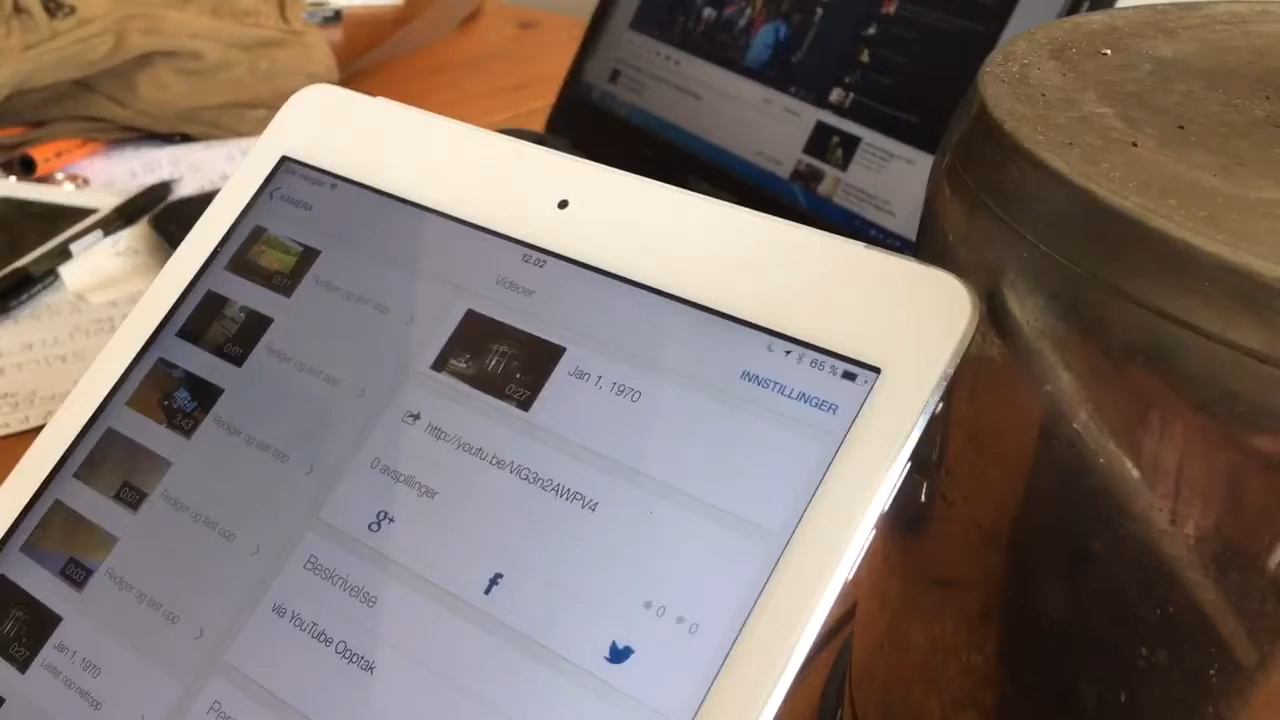 KAMERA
12.02
65 %
Videoer
INNSTILLINGER
0:11
Rediger og last opp
0:01
Rediger og last opp
3:43
Rediger og last opp
0:01
Rediger og last opp
0:03
Rediger og last opp
0:27
Jan 1, 1970
Lastet opp nettopp
0:27
Jan 1, 1970
http://youtu.be/ViG3n2AWPV4
0 avspillinger
g+
f
0
0
Beskrivelse
via YouTube Opptak